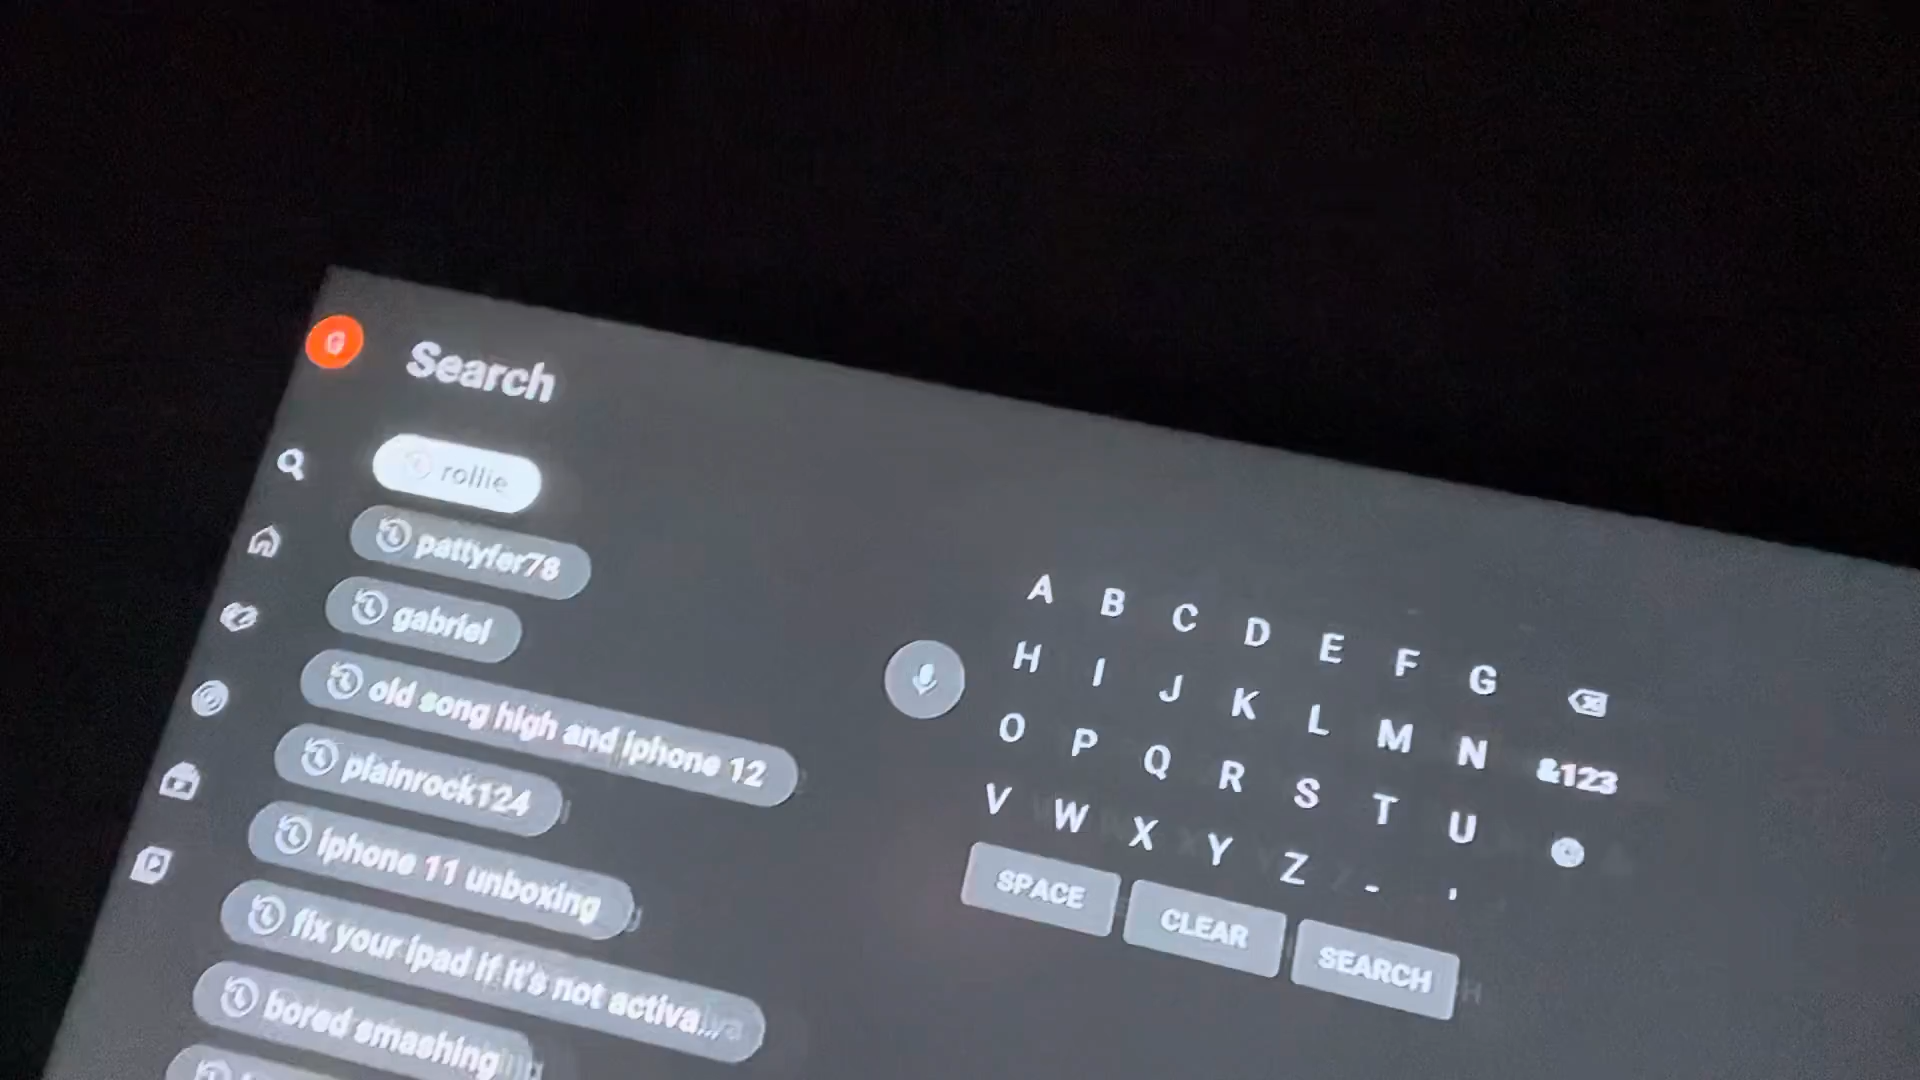 Search
rollie
pattyfer78
gabriel
old song high and iphone 12
plainrock124
iphone 11 unboxing
fix your ipad if it's not activa...
bored smashing
A B C D E F G
H I J K L M N &123
O P Q R S T U
V W X Y Z - '
SPACE CLEAR SEARCH